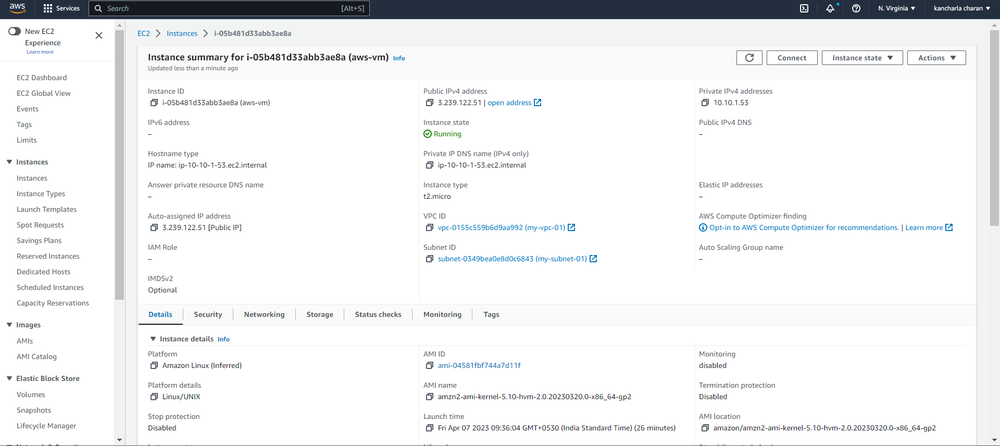 aws
Services
Search
[Alt+S]
N. Virginia
kancharla charan
New EC2
Experience
Learn more
EC2 Dashboard
EC2 Global View
Events
Tags
Limits
Instances
Instances
Instance Types
Launch Templates
Spot Requests
Savings Plans
Reserved Instances
Dedicated Hosts
Scheduled Instances
Capacity Reservations
Images
AMIs
AMI Catalog
Elastic Block Store
Volumes
Snapshots
Lifecycle Manager
EC2 > Instances > i-05b481d33abb3ae8a
Instance summary for i-05b481d33abb3ae8a (aws-vm) Info
Updated less than a minute ago
Connect
Instance state
Actions
Instance ID
i-05b481d33abb3ae8a (aws-vm)
Public IPv4 address
3.239.122.51 | open address
Private IPv4 addresses
10.10.1.53
IPv6 address
–
Instance state
Running
Public IPv4 DNS
–
Hostname type
IP name: ip-10-10-1-53.ec2.internal
Private IP DNS name (IPv4 only)
ip-10-10-1-53.ec2.internal
Answer private resource DNS name
–
Instance type
t2.micro
Elastic IP addresses
–
Auto-assigned IP address
3.239.122.51 [Public IP]
VPC ID
vpc-0155c559b6d9aa992 (my-vpc-01)
AWS Compute Optimizer finding
Opt-in to AWS Compute Optimizer for recommendations. | Learn more
IAM Role
–
Subnet ID
subnet-0349bea0e8d0c6843 (my-subnet-01)
Auto Scaling Group name
–
IMDSv2
Optional
Details
Security
Networking
Storage
Status checks
Monitoring
Tags
Instance details Info
Platform
Amazon Linux (Inferred)
AMI ID
ami-04581fbf744a7d11f
Monitoring
disabled
Platform details
Linux/UNIX
AMI name
amzn2-ami-kernel-5.10-hvm-2.0.20230320.0-x86_64-gp2
Termination protection
Disabled
Stop protection
Disabled
Launch time
Fri Apr 07 2023 09:36:04 GMT+0530 (India Standard Time) (26 minutes)
AMI location
amazon/amzn2-ami-kernel-5.10-hvm-2.0.20230320.0-x86_64-gp2